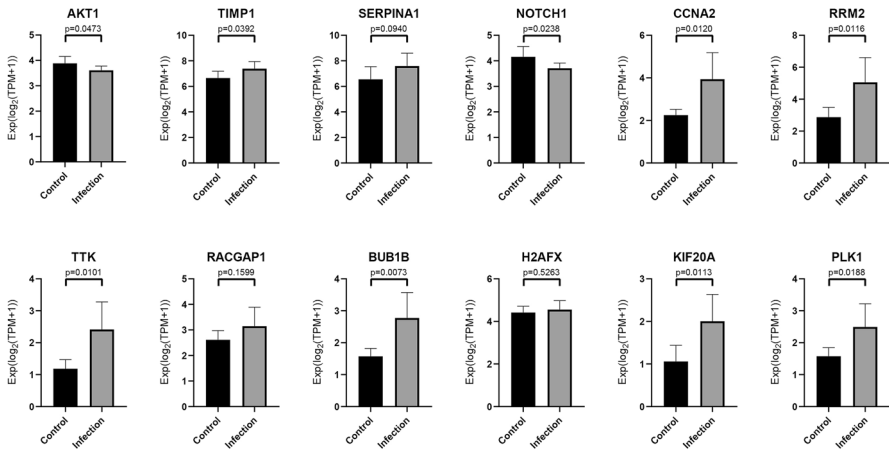 AKT1 TIMP1 SERPINA1 NOTCH1 CCNA2 RRM2
p=0.0473 p=0.0392 p=0.0940 p=0.0238 p=0.0120 p=0.0116
Exp(log2(TPM+1)) Exp(log2(TPM+1)) Exp(log2(TPM+1)) Exp(log2(TPM+1)) Exp(log2(TPM+1)) Exp(log2(TPM+1))
5 10 10 5 6 8
4 8 8 4 4 6
3 6 6 3 2 4
2 4 4 2 0 2
1 2 2 1 0
0 0 0 0
Control Infection Control Infection Control Infection Control Infection Control Infection Control Infection
TTK RACGAP1 BUB1B H2AFX KIF20A PLK1
p=0.0101 p=0.1599 p=0.0073 p=0.5263 p=0.0113 p=0.0188
Exp(log2(TPM+1)) Exp(log2(TPM+1)) Exp(log2(TPM+1)) Exp(log2(TPM+1)) Exp(log2(TPM+1)) Exp(log2(TPM+1))
4 5 4 6 3 4
3 4 3 4 2 3
2 3 2 2 1 2
1 2 1 0 0 1
0 1 0 0
0
Control Infection Control Infection Control Infection Control Infection Control Infection Control Infection